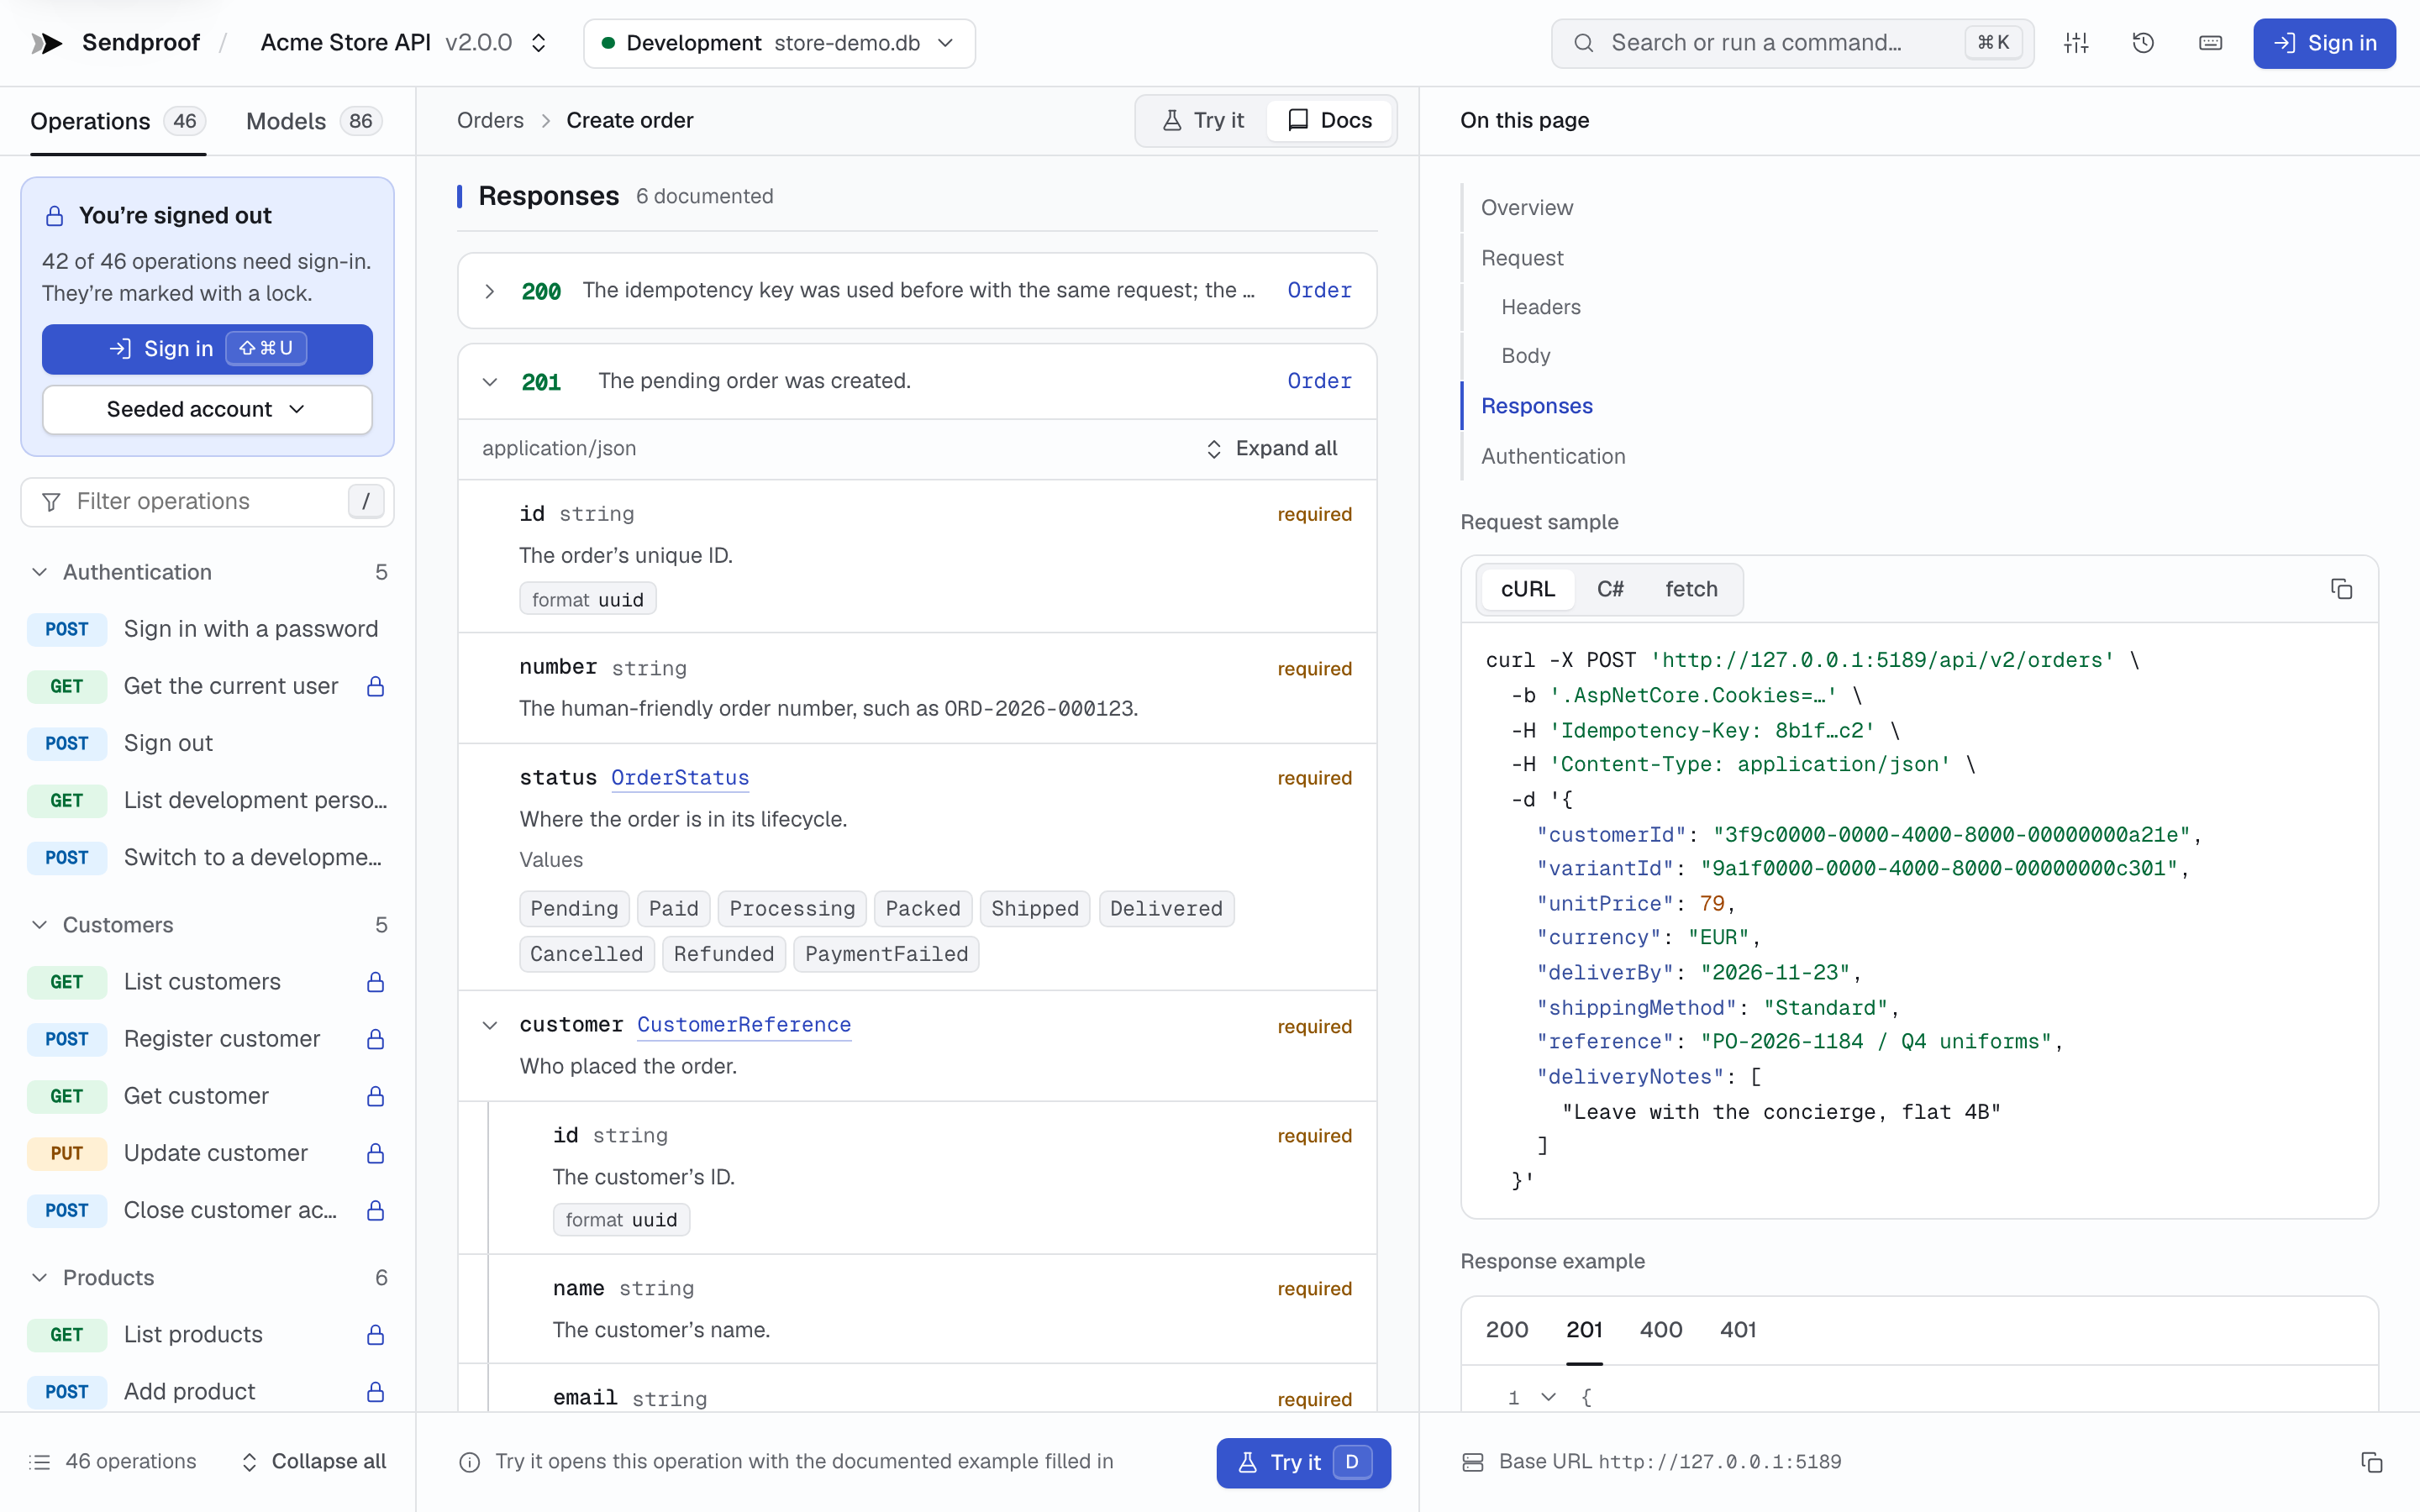 Sendproof / Acme Store API v2.0.0
Development store-demo.db
Search or run a command... ⌘K
Sign in
Operations 46 Models 86
You’re signed out
42 of 46 operations need sign-in.
They’re marked with a lock.
Sign in ⇧⌘U
Seeded account
Filter operations /
Authentication 5
POST Sign in with a password
GET Get the current user
POST Sign out
GET List development perso...
POST Switch to a developme...
Customers 5
GET List customers
POST Register customer
GET Get customer
PUT Update customer
POST Close customer ac...
Products 6
GET List products
POST Add product
46 operations Collapse all
Orders > Create order
Try it Docs
Responses 6 documented
200 The idempotency key was used before with the same request; the ... Order
201 The pending order was created. Order
application/json Expand all
id string required
The order’s unique ID.
format uuid
number string required
The human-friendly order number, such as ORD-2026-000123.
status OrderStatus required
Where the order is in its lifecycle.
Values
Pending Paid Processing Packed Shipped Delivered
Cancelled Refunded PaymentFailed
customer CustomerReference required
Who placed the order.
id string required
The customer’s ID.
format uuid
name string required
The customer’s name.
email string required
Try it opens this operation with the documented example filled in
Try it D
On this page
Overview
Request
Headers
Body
Responses
Authentication
Request sample
cURL C# fetch
curl -X POST 'http://127.0.0.1:5189/api/v2/orders' \
-b '.AspNetCore.Cookies=…' \
-H 'Idempotency-Key: 8b1f…c2' \
-H 'Content-Type: application/json' \
-d '{
"customerId": "3f9c0000-0000-4000-8000-00000000a21e",
"variantId": "9a1f0000-0000-4000-8000-00000000c301",
"unitPrice": 79,
"currency": "EUR",
"deliverBy": "2026-11-23",
"shippingMethod": "Standard",
"reference": "PO-2026-1184 / Q4 uniforms",
"deliveryNotes": [
"Leave with the concierge, flat 4B"
]
}'
Response example
200 201 400 401
1 {
Base URL http://127.0.0.1:5189